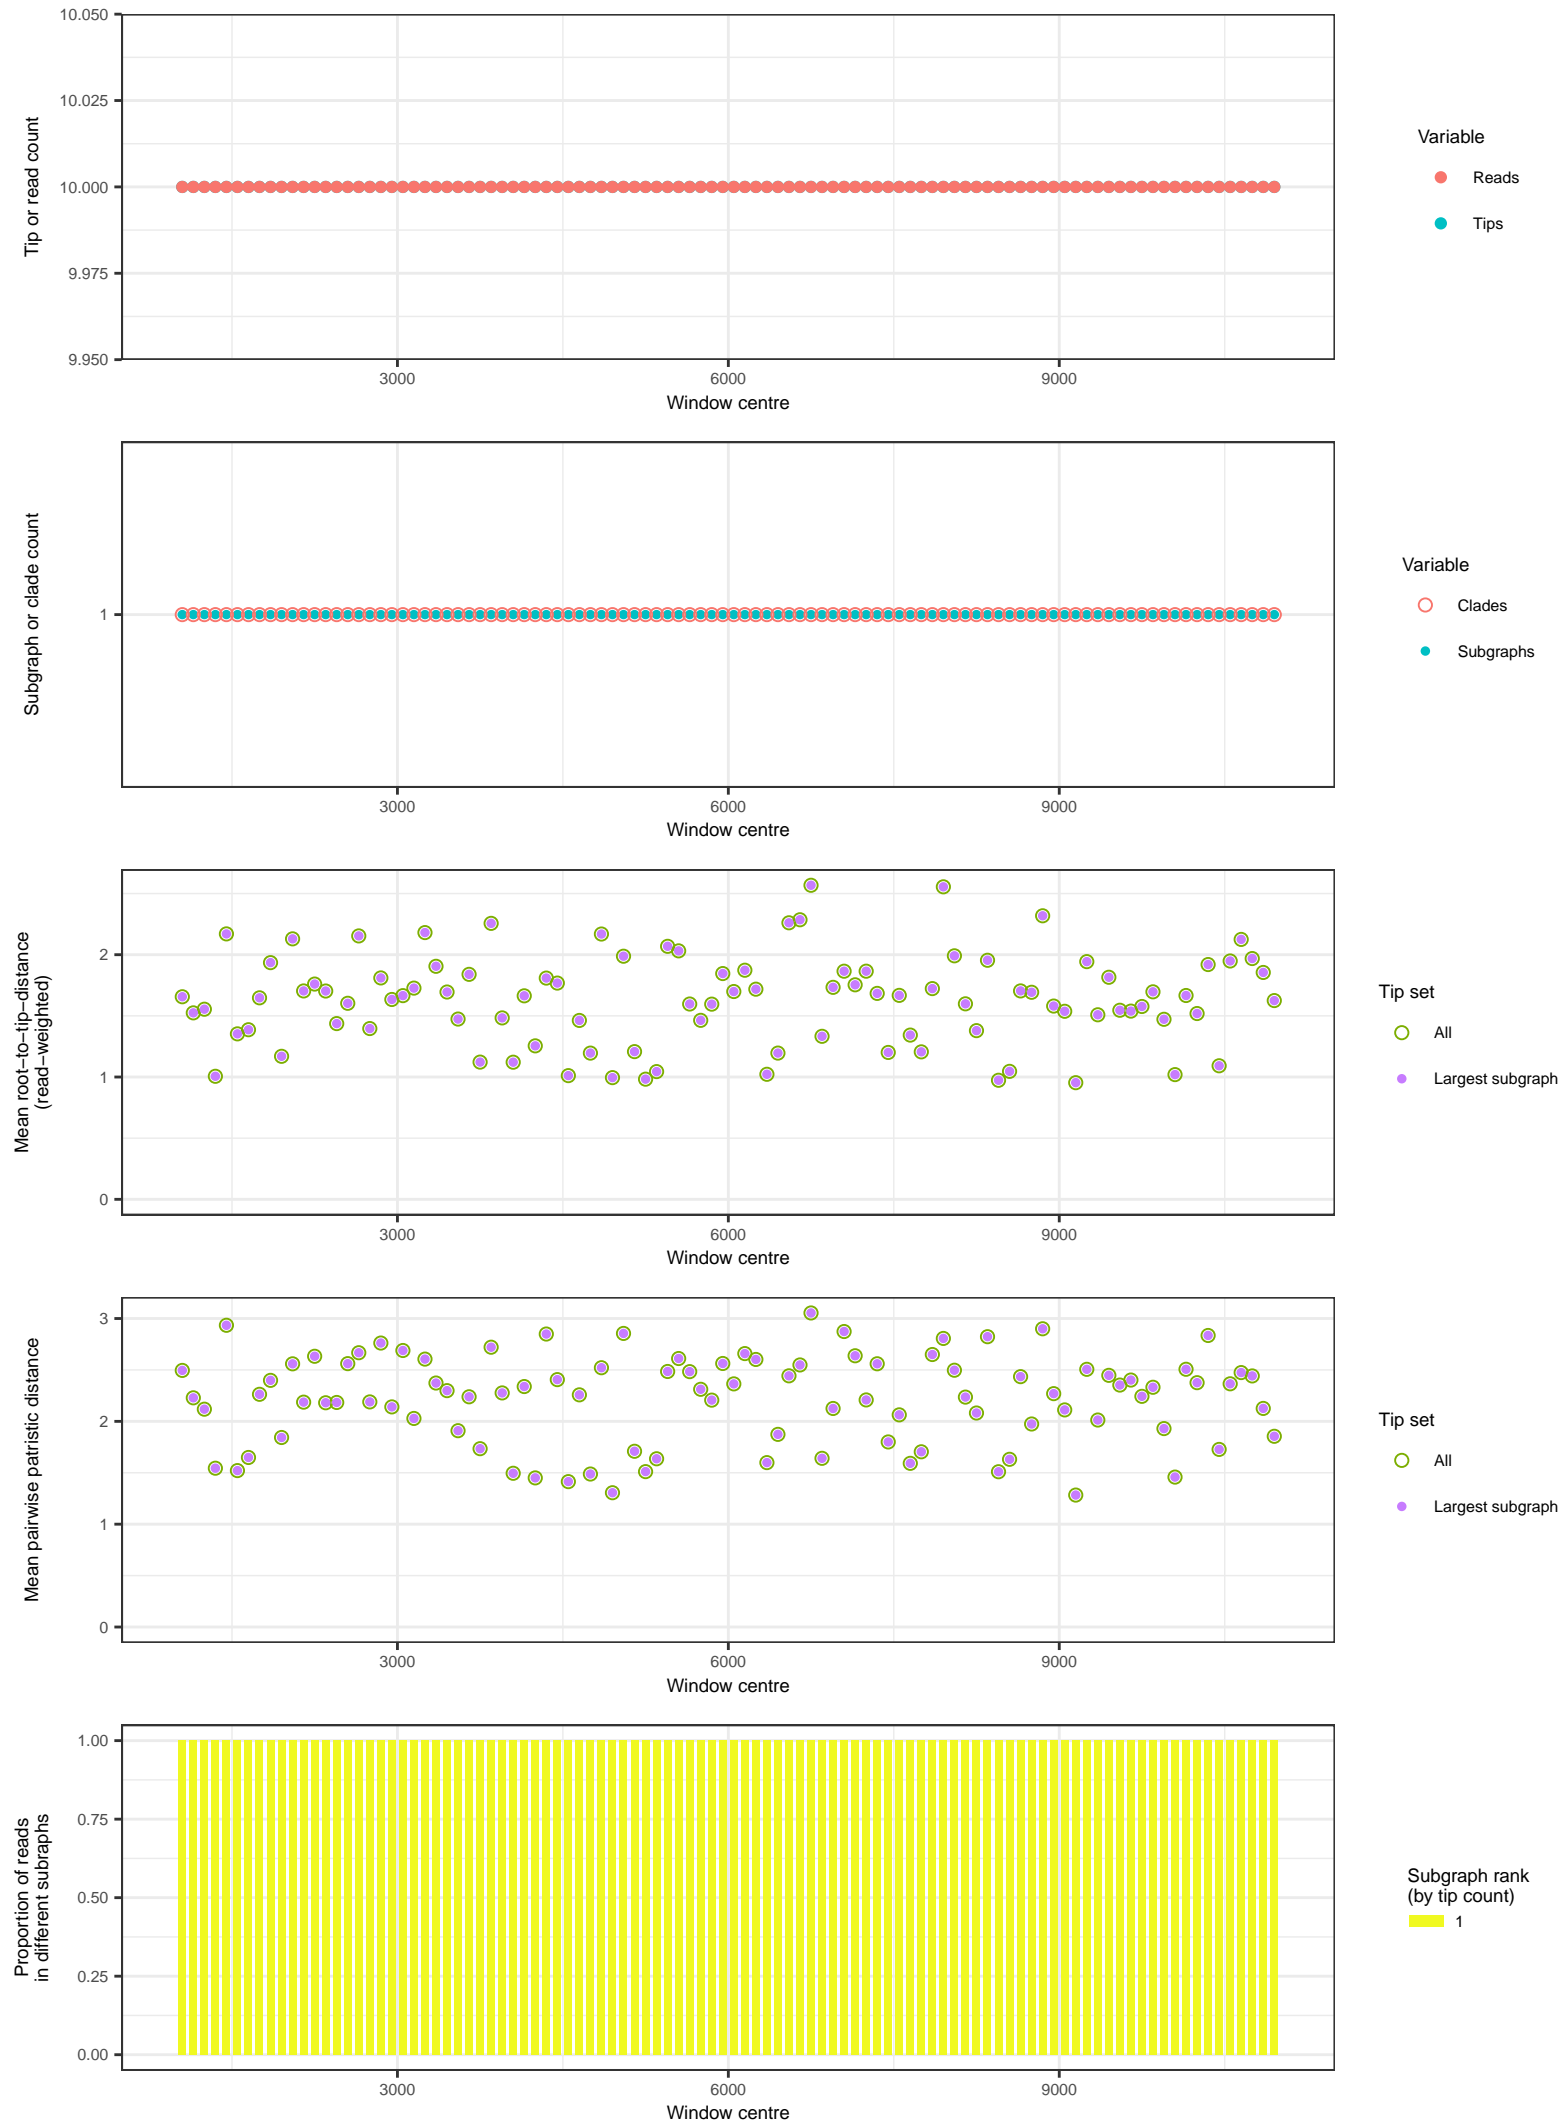 10.050
10.025
10.000
9.975
9.950
Tip or read count
3000
6000
9000
Window centre
Variable
Reads
Tips
1
Subgraph or clade count
3000
6000
9000
Window centre
Variable
Clades
Subgraphs
2
1
0
Mean root−to−tip−distance
(read−weighted)
3000
6000
9000
Window centre
Tip set
All
Largest subgraph
3
2
1
0
Mean pairwise patristic distance
3000
6000
9000
Window centre
Tip set
All
Largest subgraph
1.00
0.75
0.50
0.25
0.00
Proportion of reads
in different subraphs
3000
6000
9000
Window centre
Subgraph rank
(by tip count)
1